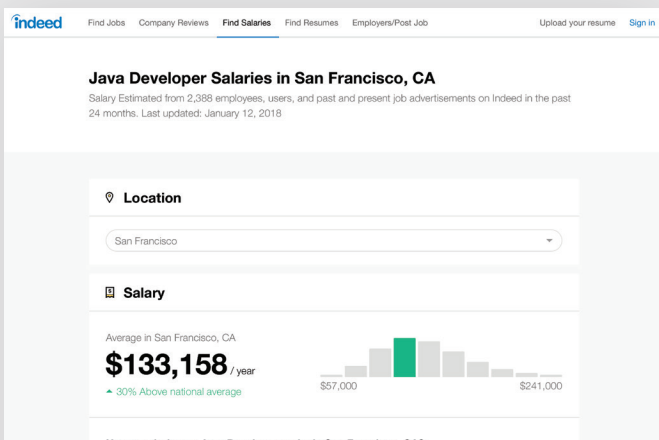 indeed
Find Jobs Company Reviews Find Salaries Find Resumes Employers/Post Job Upload your resume Sign in
Java Developer Salaries in San Francisco, CA
Salary Estimated from 2,388 employees, users, and past and present job advertisements on Indeed in the past
24 months. Last updated: January 12, 2018
Location
San Francisco
Salary
Average in San Francisco, CA
$133,158 / year
30% Above national average
$57,000 $241,000